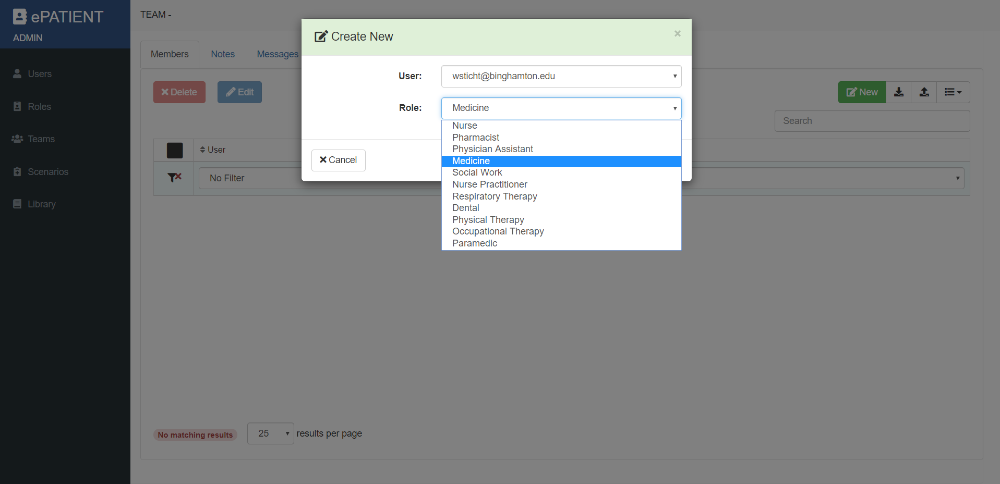 ePATIENT
ADMIN
Users
Roles
Teams
Scenarios
Library
TEAM -
Members Notes Messages
Delete Edit
New
Search
User
No Filter
No matching results 25 results per page
Create New ×
User: wsticht@binghamton.edu
Role: Medicine
Nurse
Pharmacist
Physician Assistant
Medicine
Social Work
Nurse Practitioner
Respiratory Therapy
Dental
Physical Therapy
Occupational Therapy
Paramedic
Cancel